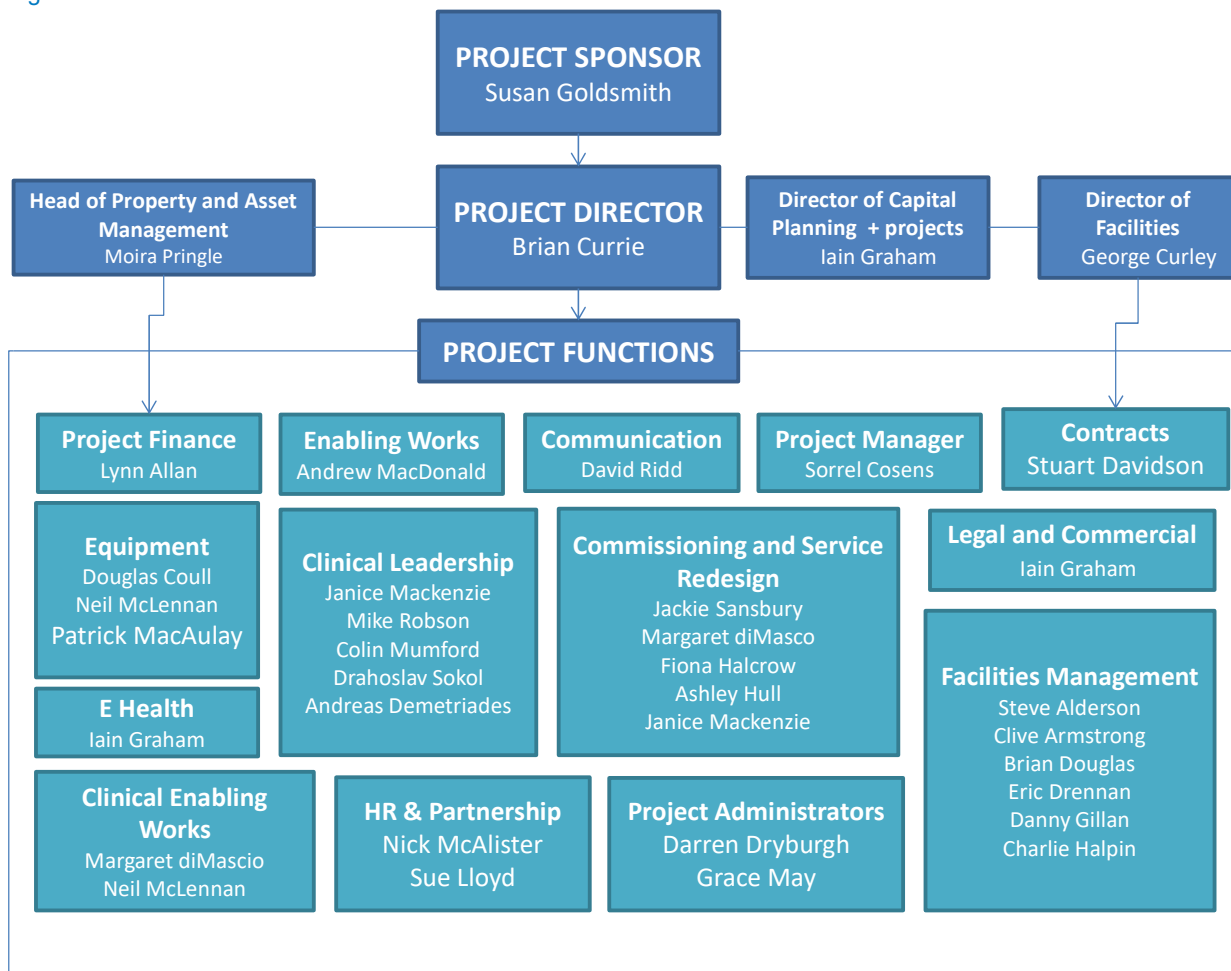 PROJECT SPONSOR
Susan Goldsmith
Head of Property and Asset
Management
Moira Pringle
PROJECT DIRECTOR
Brian Currie
Director of Capital
Planning + projects
Iain Graham
Director of
Facilities
George Curley
PROJECT FUNCTIONS
Project Finance
Lynn Allan
Enabling Works
Andrew MacDonald
Communication
David Ridd
Project Manager
Sorrel Cosens
Contracts
Stuart Davidson
Equipment
Douglas Coull
Neil McLennan
Patrick MacAulay
Clinical Leadership
Janice Mackenzie
Mike Robson
Colin Mumford
Drahoslav Sokol
Andreas Demetriades
Commissioning and Service
Redesign
Jackie Sansbury
Margaret diMasco
Fiona Halcrow
Ashley Hull
Janice Mackenzie
Legal and Commercial
Iain Graham
E Health
Iain Graham
Facilities Management
Steve Alderson
Clive Armstrong
Brian Douglas
Eric Drennan
Danny Gillan
Charlie Halpin
Clinical Enabling
Works
Margaret diMascio
Neil McLennan
HR & Partnership
Nick McAlister
Sue Lloyd
Project Administrators
Darren Dryburgh
Grace May